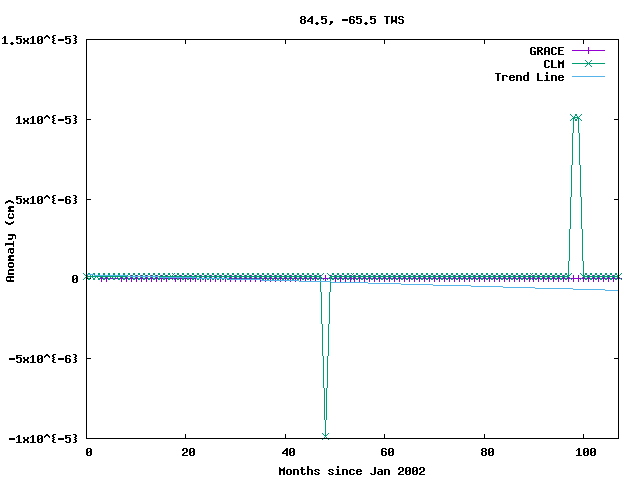 84.5, -65.5 TWS
GRACE
CLM
Trend Line
1.5x10^{-5}
1x10^{-5}
5x10^{-6}
0
-5x10^{-6}
-1x10^{-5}
Anomaly (cm)
0 20 40 60 80 100
Months since Jan 2002